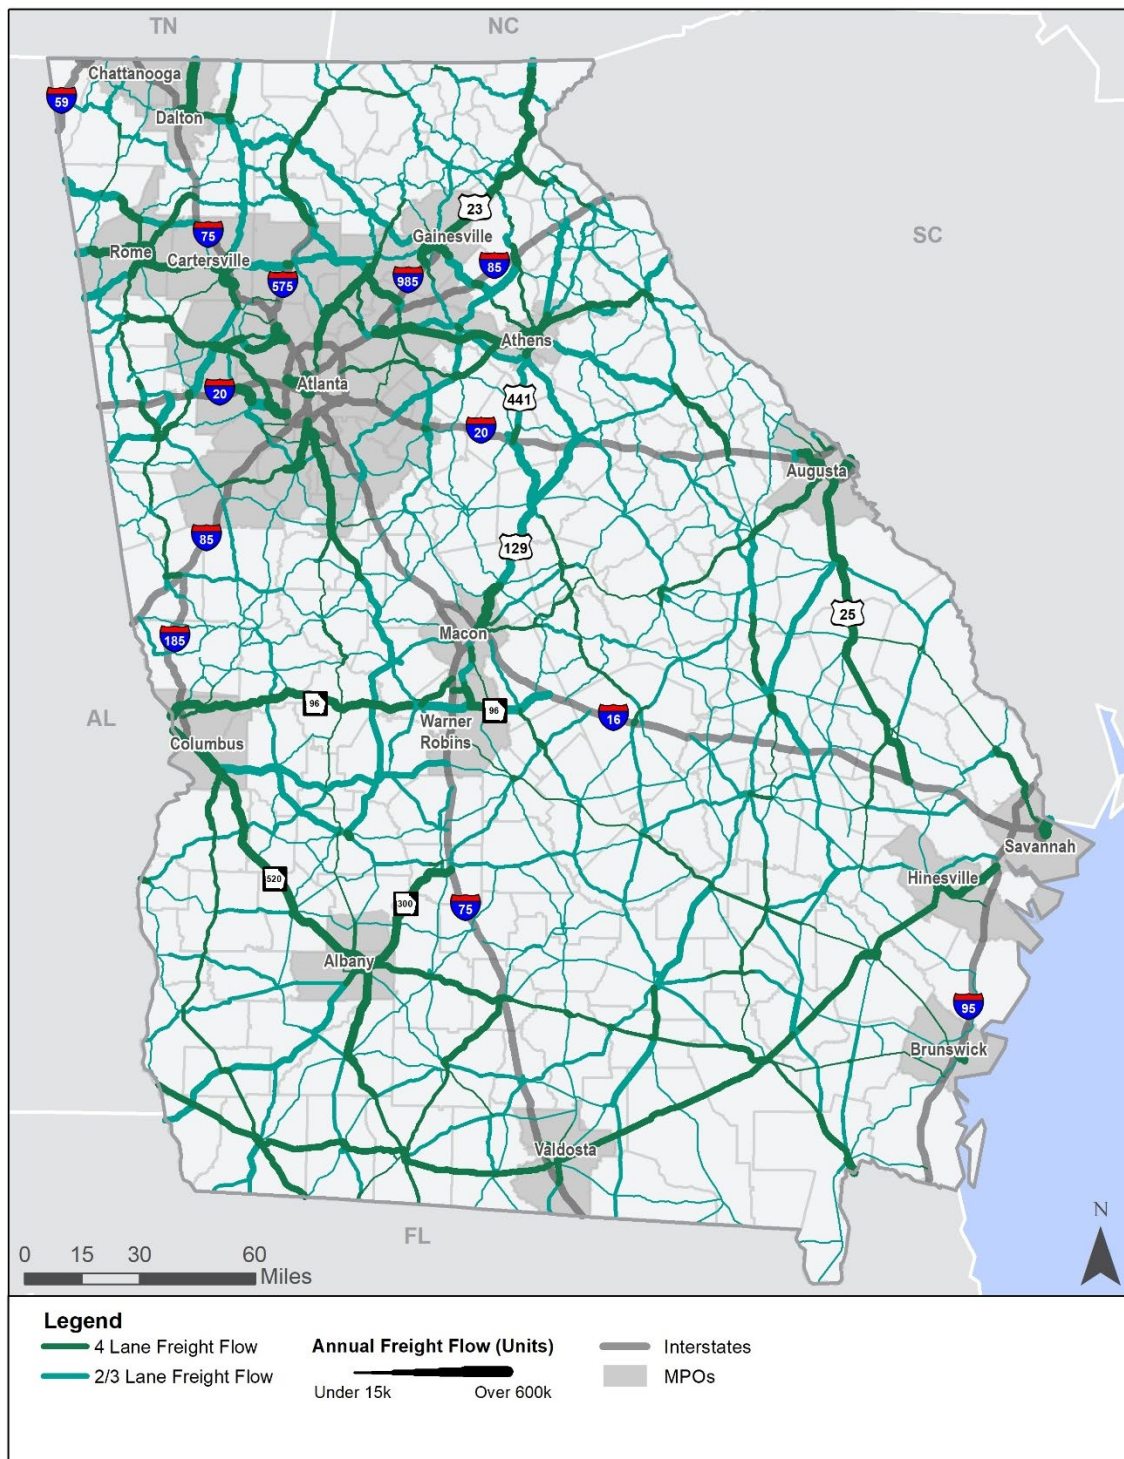 TN
NC
Chattanooga
59
Dalton
23
75
Gainesville
SC
Rome
Cartersville
85
575
985
Athens
Atlanta
20
441
20
Augusta
85
129
25
185
Macon
96
96
AL
Warner
Robins
16
Columbus
Savannah
Hinesville
520
300
75
Albany
95
Brunswick
Valdosta
N
FL
0 15 30 60
Miles
Legend
4 Lane Freight Flow
2/3 Lane Freight Flow
Annual Freight Flow (Units)
Under 15k Over 600k
Interstates
MPOs